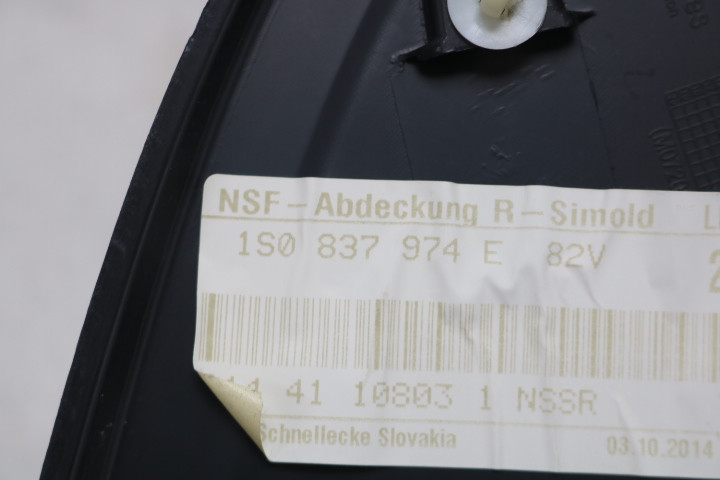 NSF-Abdeckung R-Simold
1S0 837 974 E 82V
41 10803 1 NSSR
Schnellecke Slovakia 03.10.2014